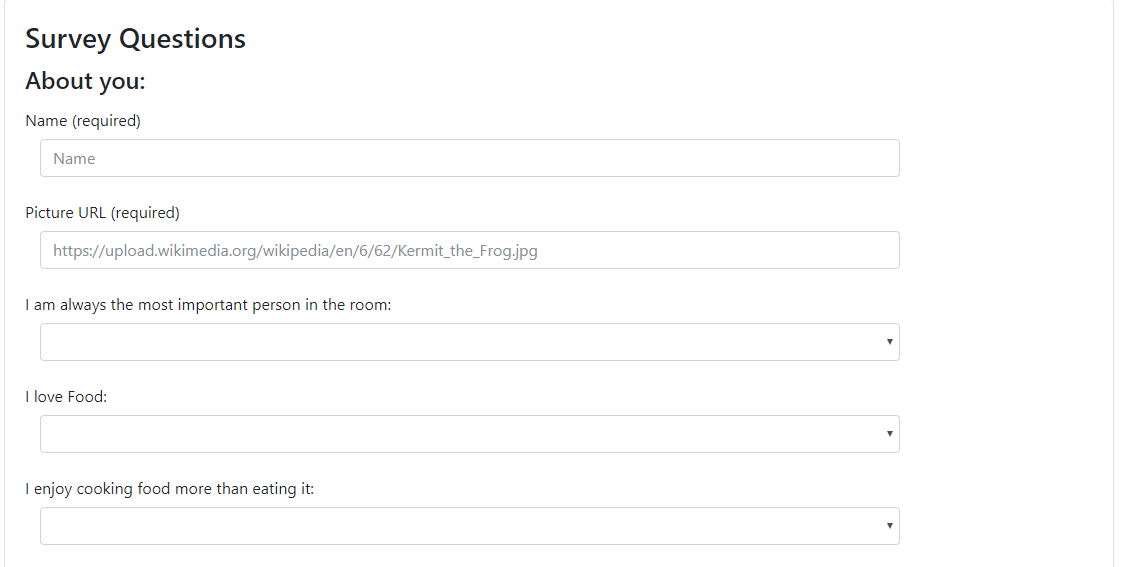 Survey Questions
About you:
Name (required)
Name
Picture URL (required)
https://upload.wikimedia.org/wikipedia/en/6/62/Kermit_the_Frog.jpg
I am always the most important person in the room:
I love Food:
I enjoy cooking food more than eating it: